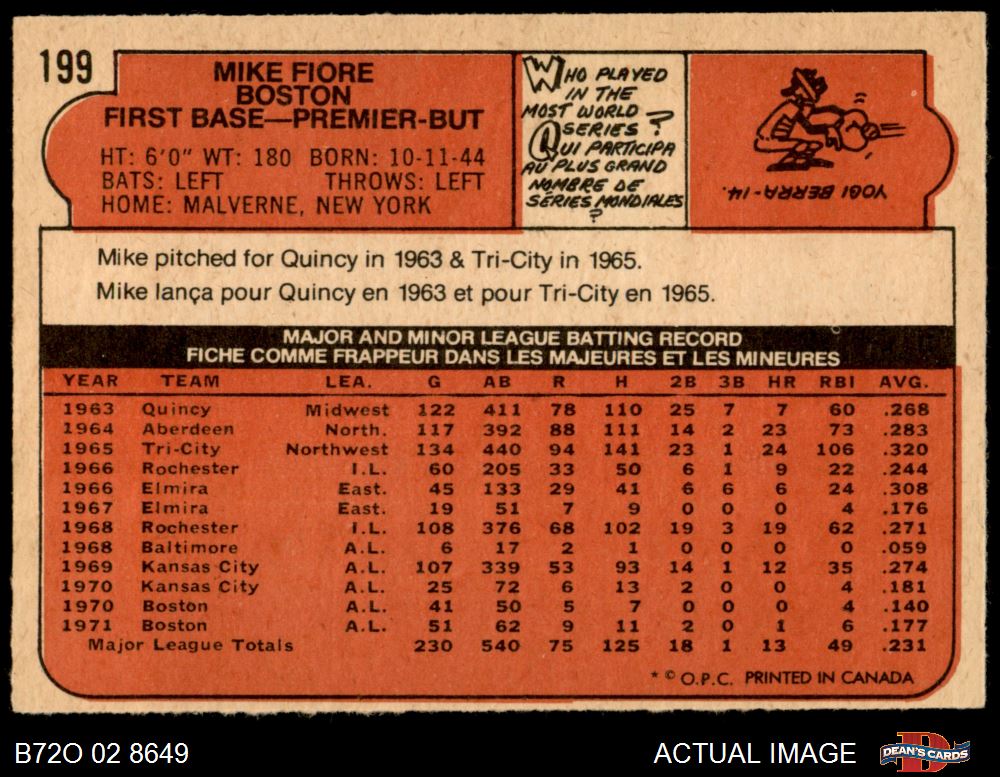 199
MIKE FIORE
BOSTON
FIRST BASE—PREMIER-BUT
HT: 6'0" WT: 180 BORN: 10-11-44
BATS: LEFT THROWS: LEFT
HOME: MALVERNE, NEW YORK
WHO PLAYED
IN THE
MOST WORLD
SERIES?
QUI PARTICIPA
AU PLUS GRAND
NOMBRE DE
SÉRIES MONDIALES
?
YOGI BERRA-14.
Mike pitched for Quincy in 1963 & Tri-City in 1965.
Mike lança pour Quincy en 1963 et pour Tri-City en 1965.
MAJOR AND MINOR LEAGUE BATTING RECORD
FICHE COMME FRAPPEUR DANS LES MAJEURES ET LES MINEURES
YEAR TEAM LEA. G AB R H 2B 3B HR RBI AVG.
1963 Quincy Midwest 122 411 78 110 25 7 7 60 .268
1964 Aberdeen North. 117 392 88 111 14 2 23 73 .283
1965 Tri-City Northwest 134 440 94 141 23 1 24 106 .320
1966 Rochester I.L. 60 205 33 50 6 1 9 22 .244
1966 Elmira East. 45 133 29 41 6 6 6 24 .308
1967 Elmira East. 19 51 7 9 0 0 0 4 .176
1968 Rochester I.L. 108 376 68 102 19 3 19 62 .271
1968 Baltimore A.L. 6 17 2 1 0 0 0 0 .059
1969 Kansas City A.L. 107 339 53 93 14 1 12 35 .274
1970 Kansas City A.L. 25 72 6 13 2 0 0 4 .181
1970 Boston A.L. 41 50 5 7 0 0 0 4 .140
1971 Boston A.L. 51 62 9 11 2 0 1 6 .177
Major League Totals 230 540 75 125 18 1 13 49 .231
* © O.P.C. PRINTED IN CANADA
B72O 02 8649
ACTUAL IMAGE
D
DEAN'S CARDS